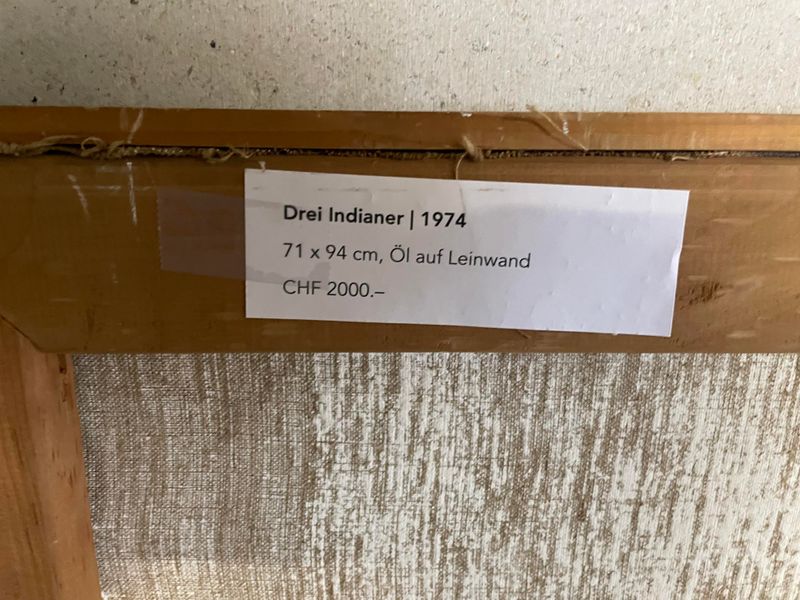 Drei Indianer | 1974
71 x 94 cm, Öl auf Leinwand
CHF 2000.–